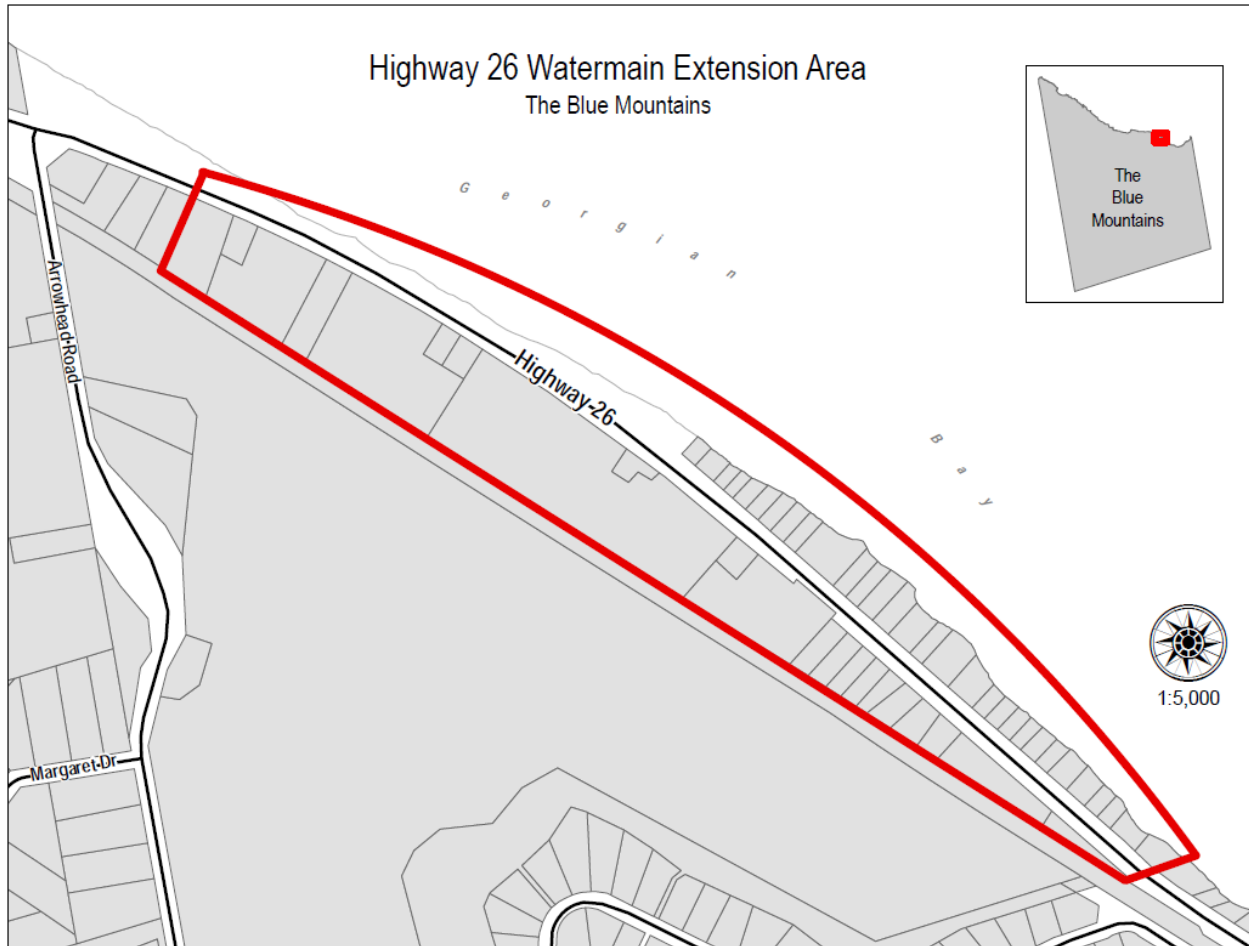 Highway 26 Watermain Extension Area
The Blue Mountains
The
Blue
Mountains
Georgian
Bay
Arrowhead Road
Highway 26
Margaret Dr
1:5,000